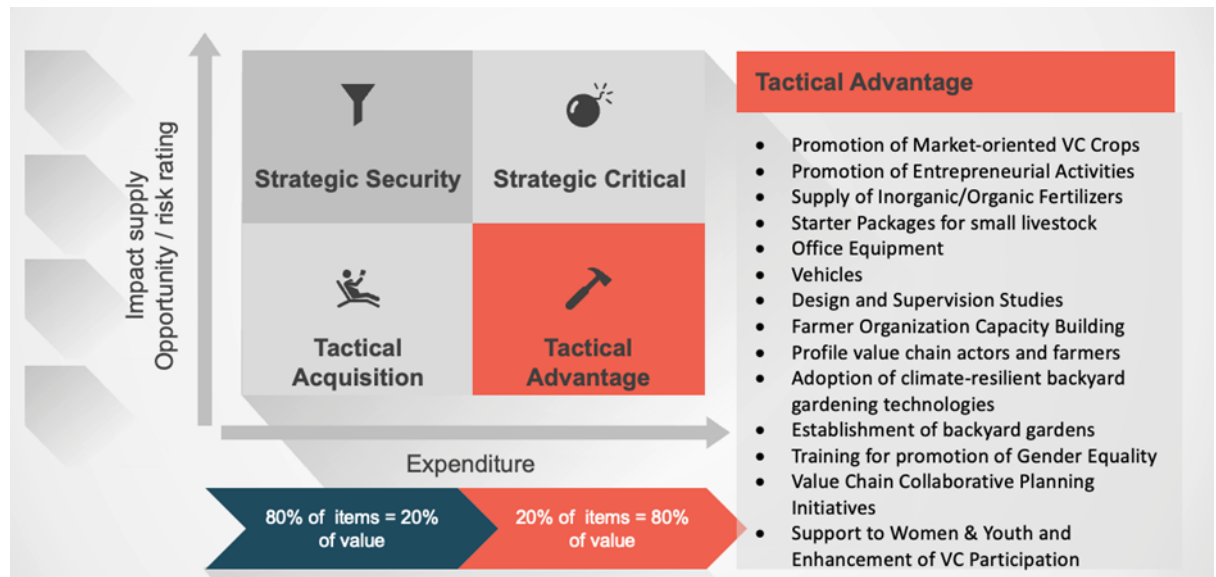 Impact supply
Opportunity / risk rating
Strategic Security
Strategic Critical
Tactical
Acquisition
Tactical
Advantage
Expenditure
80% of items = 20%
of value
20% of items = 80%
of value
Tactical Advantage
• Promotion of Market-oriented VC Crops
• Promotion of Entrepreneurial Activities
• Supply of Inorganic/Organic Fertilizers
• Starter Packages for small livestock
• Office Equipment
• Vehicles
• Design and Supervision Studies
• Farmer Organization Capacity Building
• Profile value chain actors and farmers
• Adoption of climate-resilient backyard
gardening technologies
• Establishment of backyard gardens
• Training for promotion of Gender Equality
• Value Chain Collaborative Planning
Initiatives
• Support to Women & Youth and
Enhancement of VC Participation